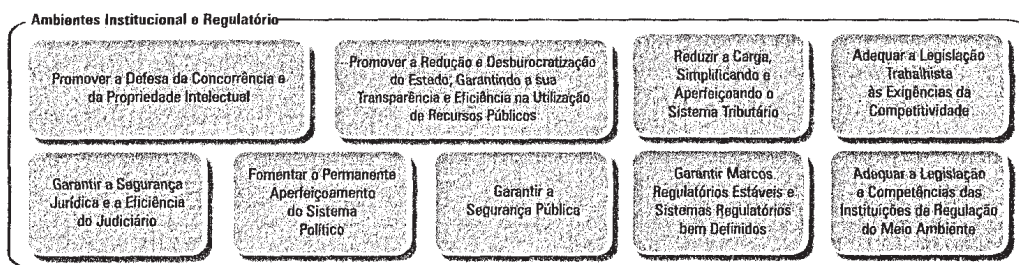 Ambientes Institucional e Regulatório
Promover a Defesa da Concorrência e
da Propriedade Intelectual
Promover a Redução e Desburocratização
do Estado, Garantindo a sua
Transparência e Eficiência na Utilização
de Recursos Públicos
Reduzir a Carga,
Simplificando e
Aperfeiçoando o
Sistema Tributário
Adequar a Legislação
Trabalhista
às Exigências da
Competitividade
Garantir a Segurança
Jurídica e a Eficiência
do Judiciário
Fomentar o Permanente
Aperfeiçoamento
do Sistema
Político
Garantir a
Segurança Pública
Garantir Marcos
Regulatórios Estáveis e
Sistemas Regulatórios
bem Definidos
Adequar a Legislação
e Competências das
Instituições da Regulação
do Meio Ambiente